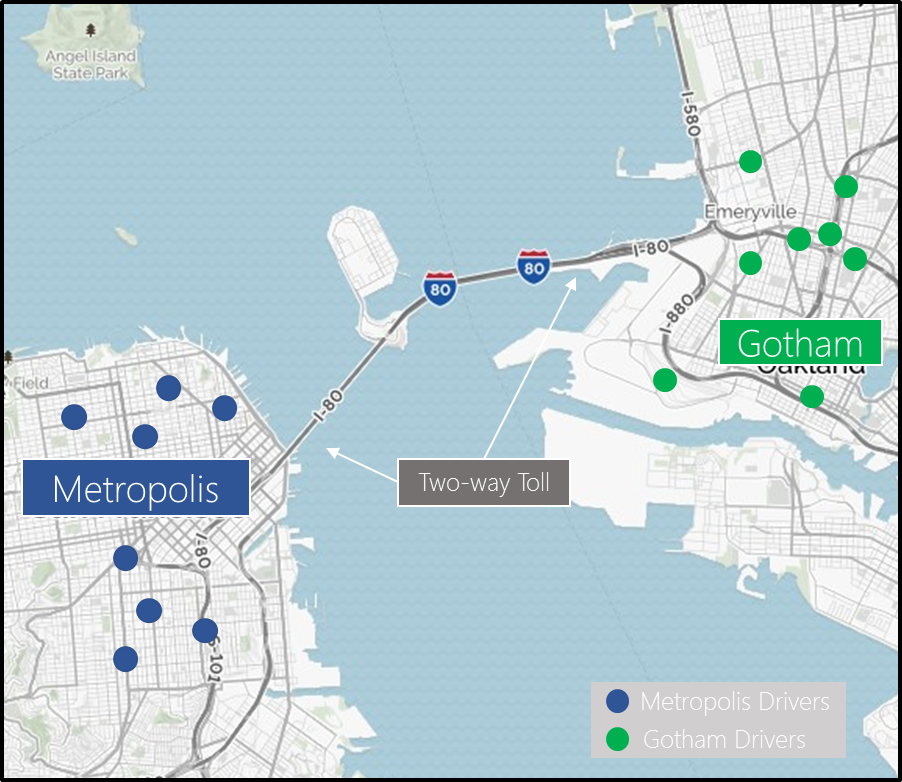 Angel Island
State Park
I-580
Emeryville
I-80
80
80
I-880
Gotham
Oakland
Field
I-80
Metropolis
Two-way Toll
I-80
S-101
Metropolis Drivers
Gotham Drivers